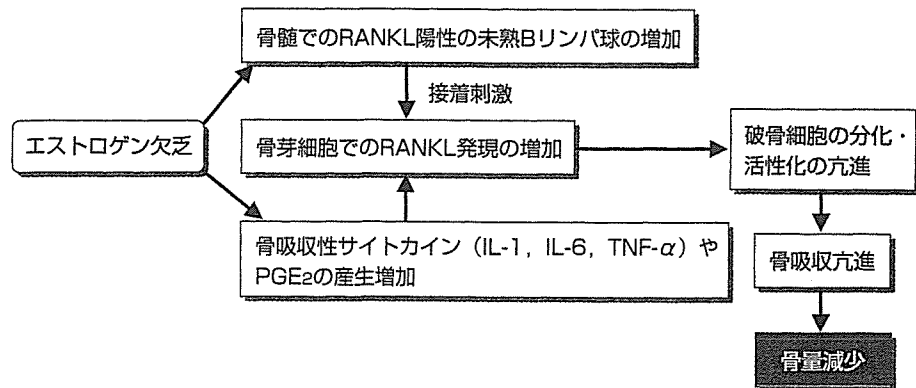 骨髄でのRANKL陽性の未熟Bリンパ球の増加
接着刺激
エストロゲン欠乏
骨芽細胞でのRANKL発現の増加
破骨細胞の分化・
活性化の亢進
骨吸収性サイトカイン（IL-1，IL-6，TNF-α）や
PGE₂の産生増加
骨吸収亢進
骨量減少